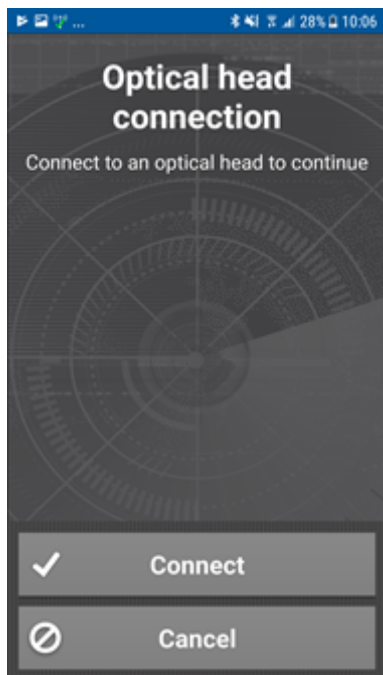 ... 28% 10:06
Optical head
connection
Connect to an optical head to continue
Connect
Cancel